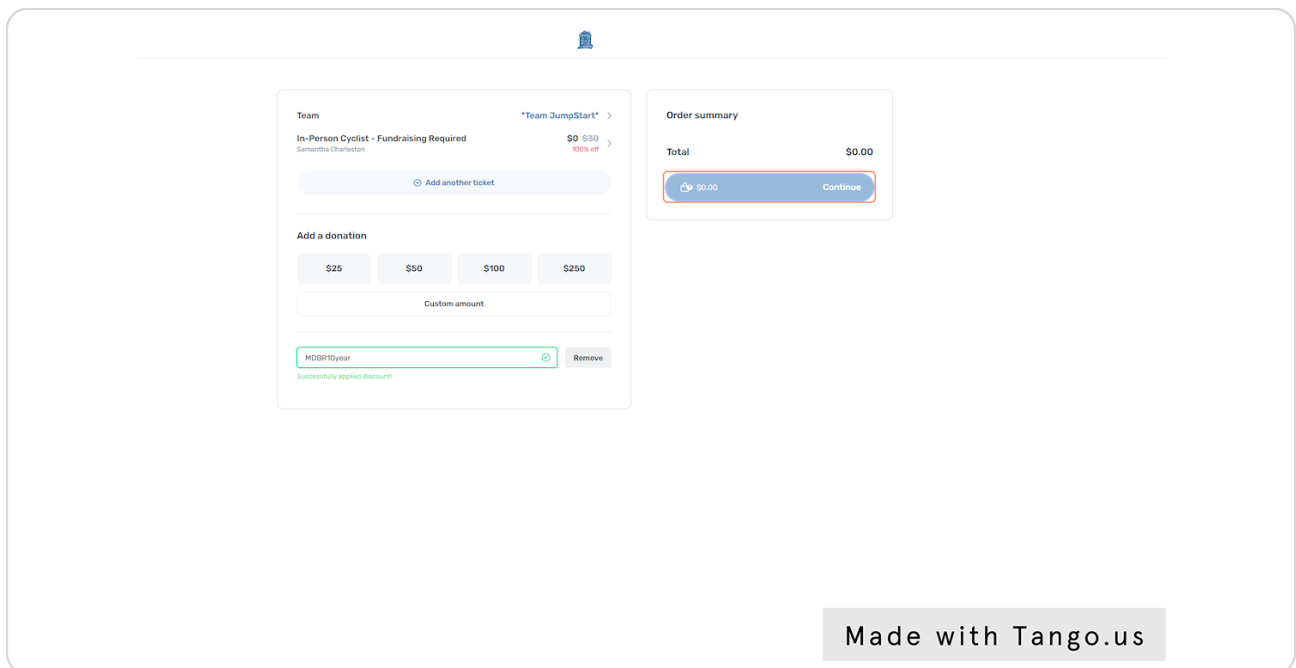 Team *Team JumpStart*
In-Person Cyclist - Fundraising Required $0 $30
Samantha Charleston 100% off
Add another ticket
Add a donation
$25 $50 $100 $250
Custom amount
MDBR10year Remove
Successfully applied discount!
Order summary
Total $0.00
$0.00 Continue
Made with Tango.us